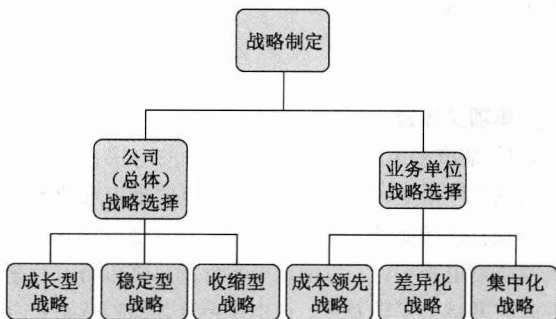 战略制定
公司
（总体）
战略选择
业务单位
战略选择
成长型
战略
稳定型
战略
收缩型
战略
成本领先
战略
差异化
战略
集中化
战略